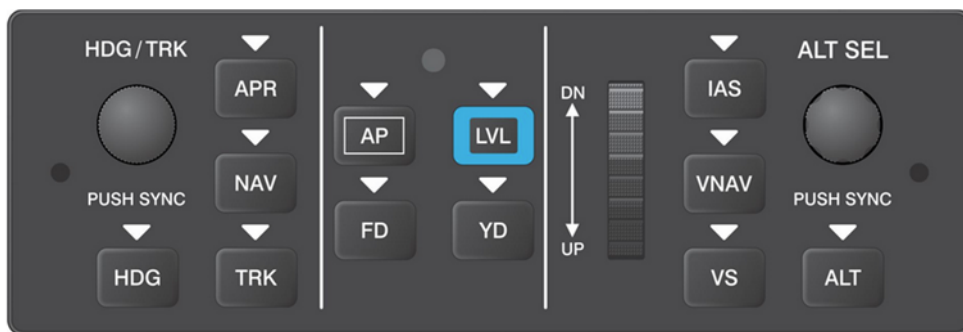 HDG / TRK
APR
NAV
PUSH SYNC
HDG
TRK
AP
LVL
FD
YD
DN
UP
IAS
VNAV
VS
ALT SEL
PUSH SYNC
ALT